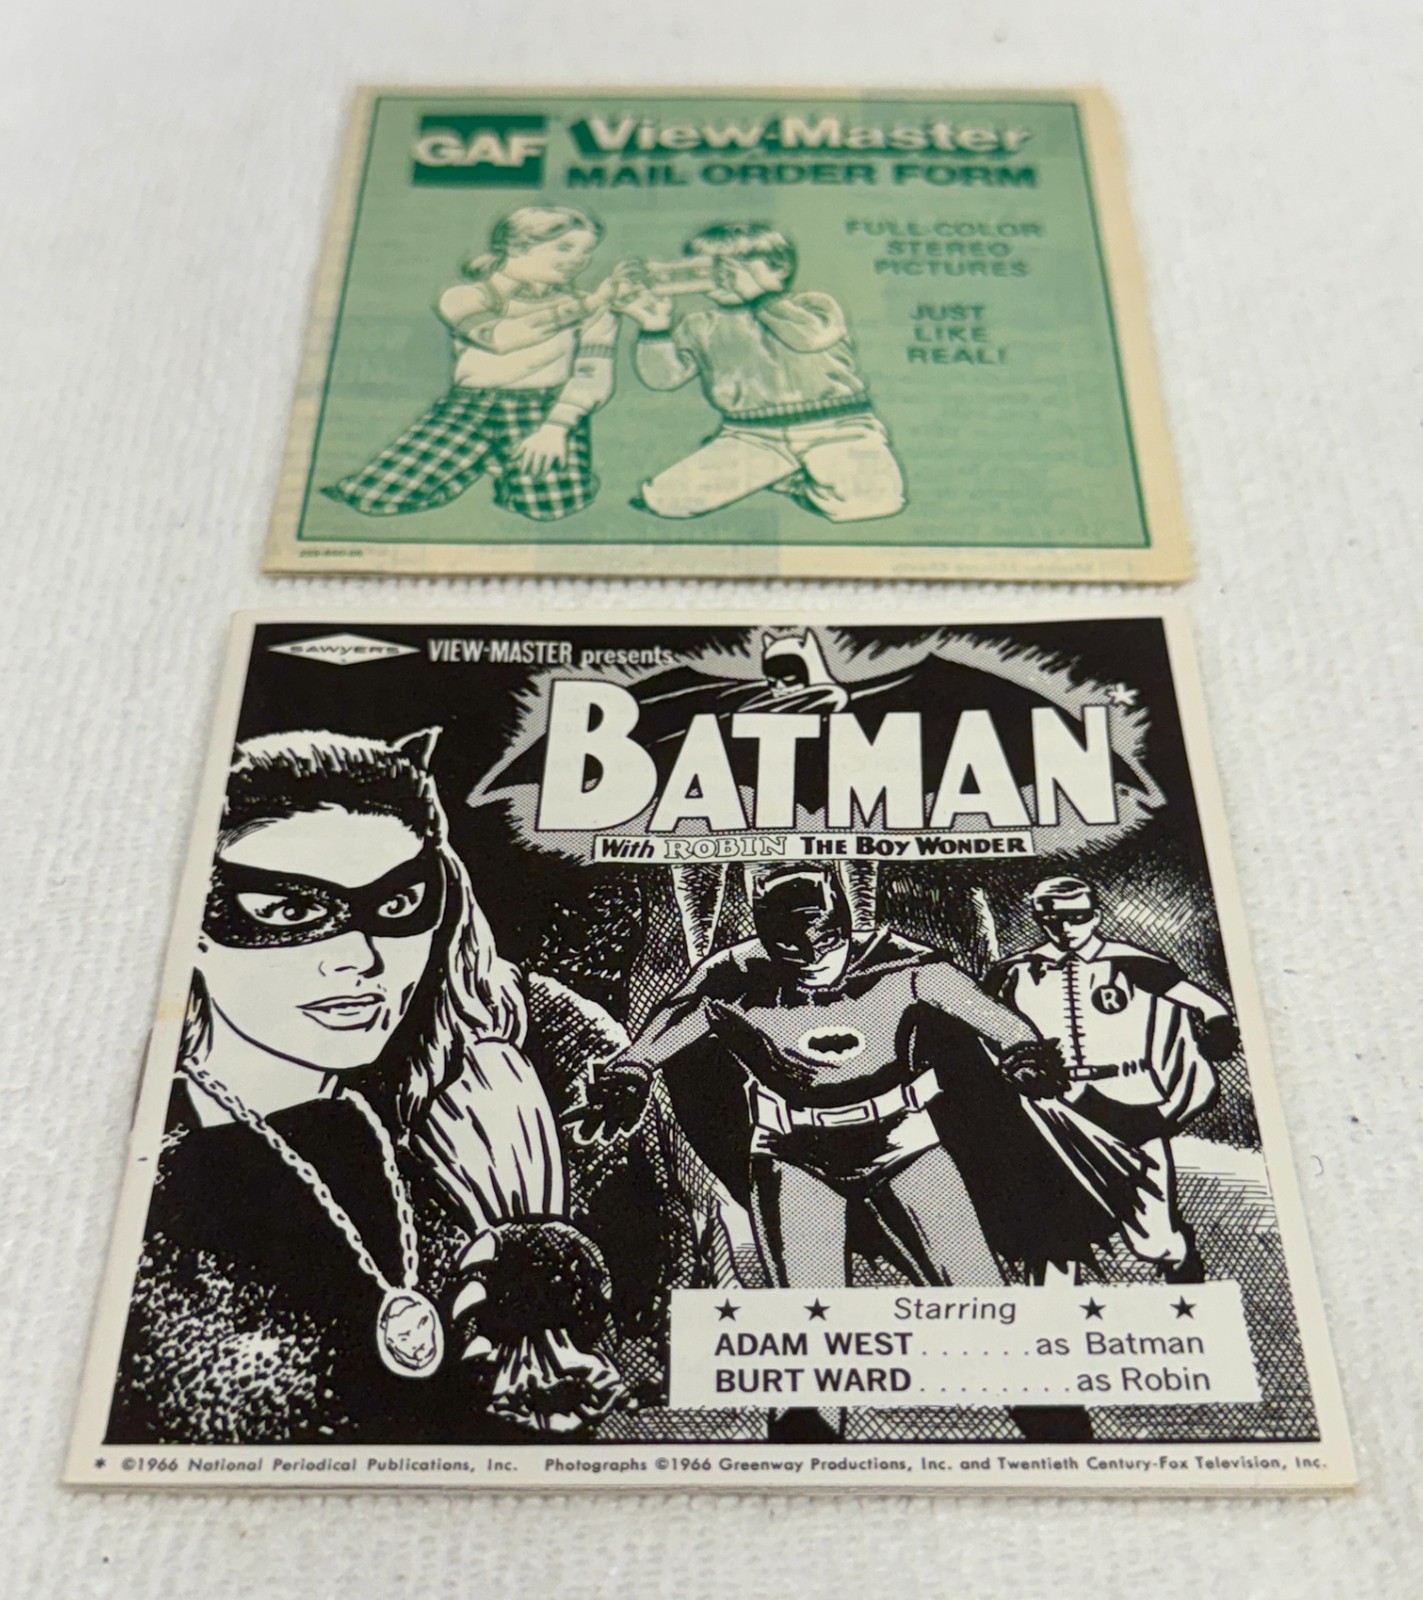 GAF View-Master
MAIL ORDER FORM
FULL-COLOR
STEREO
PICTURES
JUST
LIKE
REAL!
SAWYER'S VIEW-MASTER presents
BATMAN*
With ROBIN THE BOY WONDER
R
★ ★ Starring ★ ★
ADAM WEST......as Batman
BURT WARD........as Robin
* ©1966 National Periodical Publications, Inc. Photographs ©1966 Greenway Productions, Inc. and Twentieth Century-Fox Television, Inc.